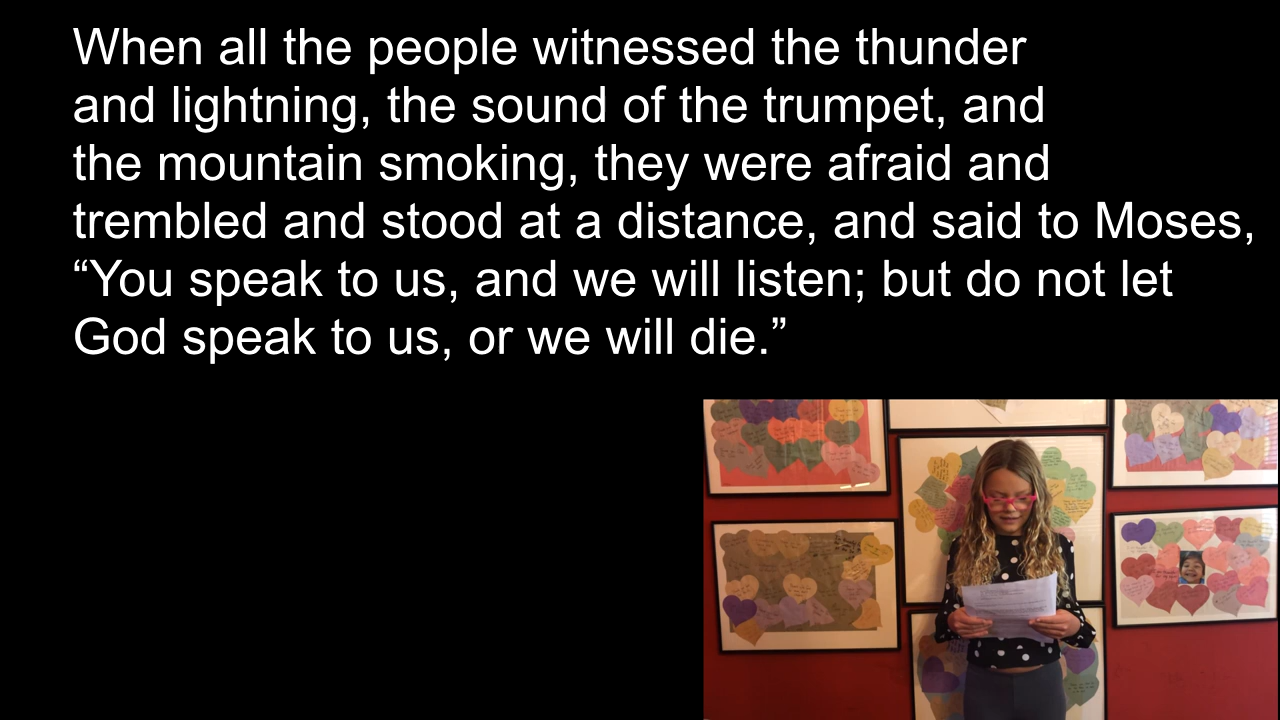 When all the people witnessed the thunder
and lightning, the sound of the trumpet, and
the mountain smoking, they were afraid and
trembled and stood at a distance, and said to Moses,
“You speak to us, and we will listen; but do not let
God speak to us, or we will die.”